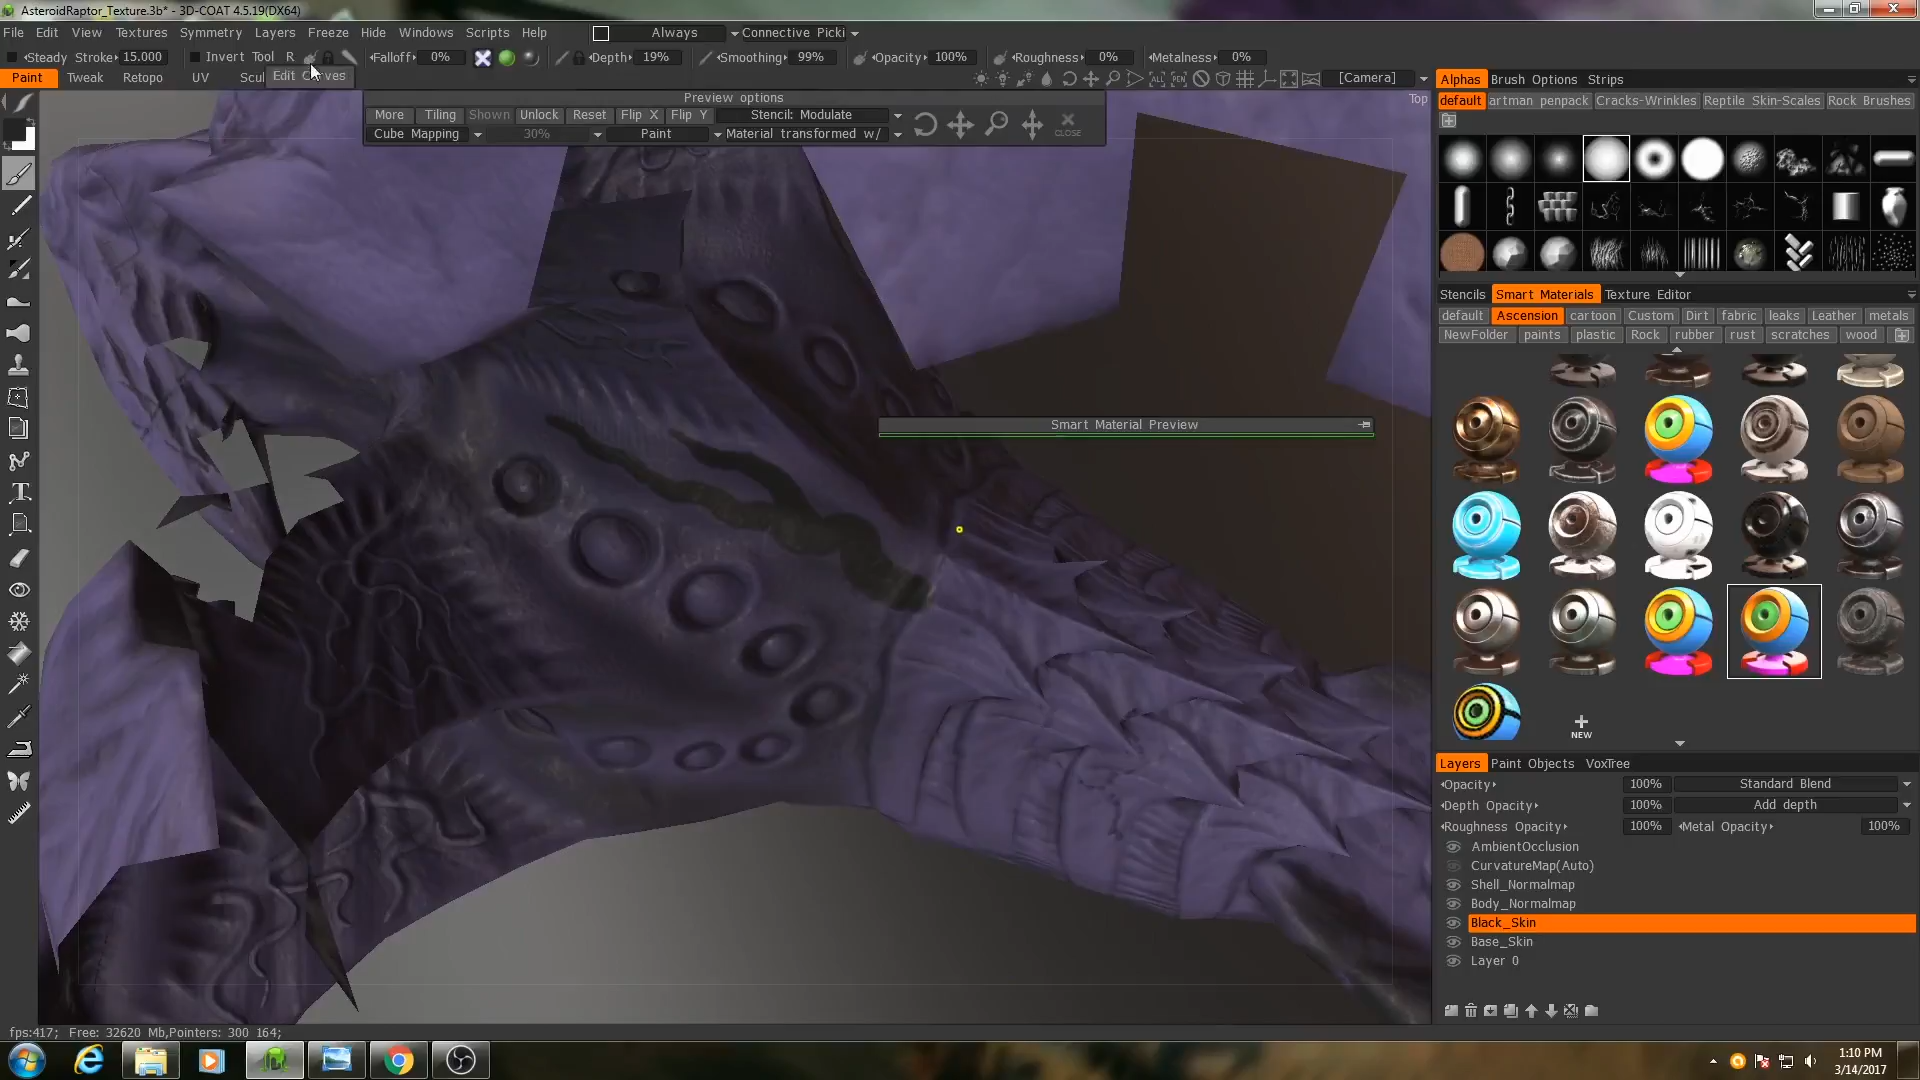 AsteroidRaptor_Texture.3b* - 3D-COAT 4.5.19(DX64)
File Edit View Textures Symmetry Layers Freeze Hide Windows Scripts Help Always Connective Picki
Steady Stroke 15.000 Invert Tool R Falloff 0% Depth 19% Smoothing 99% Opacity 100% Roughness 0% Metalness 0%
Paint Tweak Retopo UV Scul Edit Curves [Camera]
Preview options
More Tiling Shown Unlock Reset Flip X Flip Y Stencil: Modulate
Cube Mapping 30% Paint Material transformed w/ CLOSE
Top
Alphas Brush Options Strips
default artman penpack Cracks-Wrinkles Reptile Skin-Scales Rock Brushes
Stencils Smart Materials Texture Editor
default Ascension cartoon Custom Dirt fabric leaks Leather metals
NewFolder paints plastic Rock rubber rust scratches wood
Smart Material Preview
NEW
Layers Paint Objects VoxTree
Opacity 100% Standard Blend
Depth Opacity 100% Add depth
Roughness Opacity 100% Metal Opacity 100%
AmbientOcclusion
CurvatureMap(Auto)
Shell_Normalmap
Body_Normalmap
Black_Skin
Base_Skin
Layer 0
fps:417; Free: 32620 Mb,Pointers: 300 164;
1:10 PM
3/14/2017